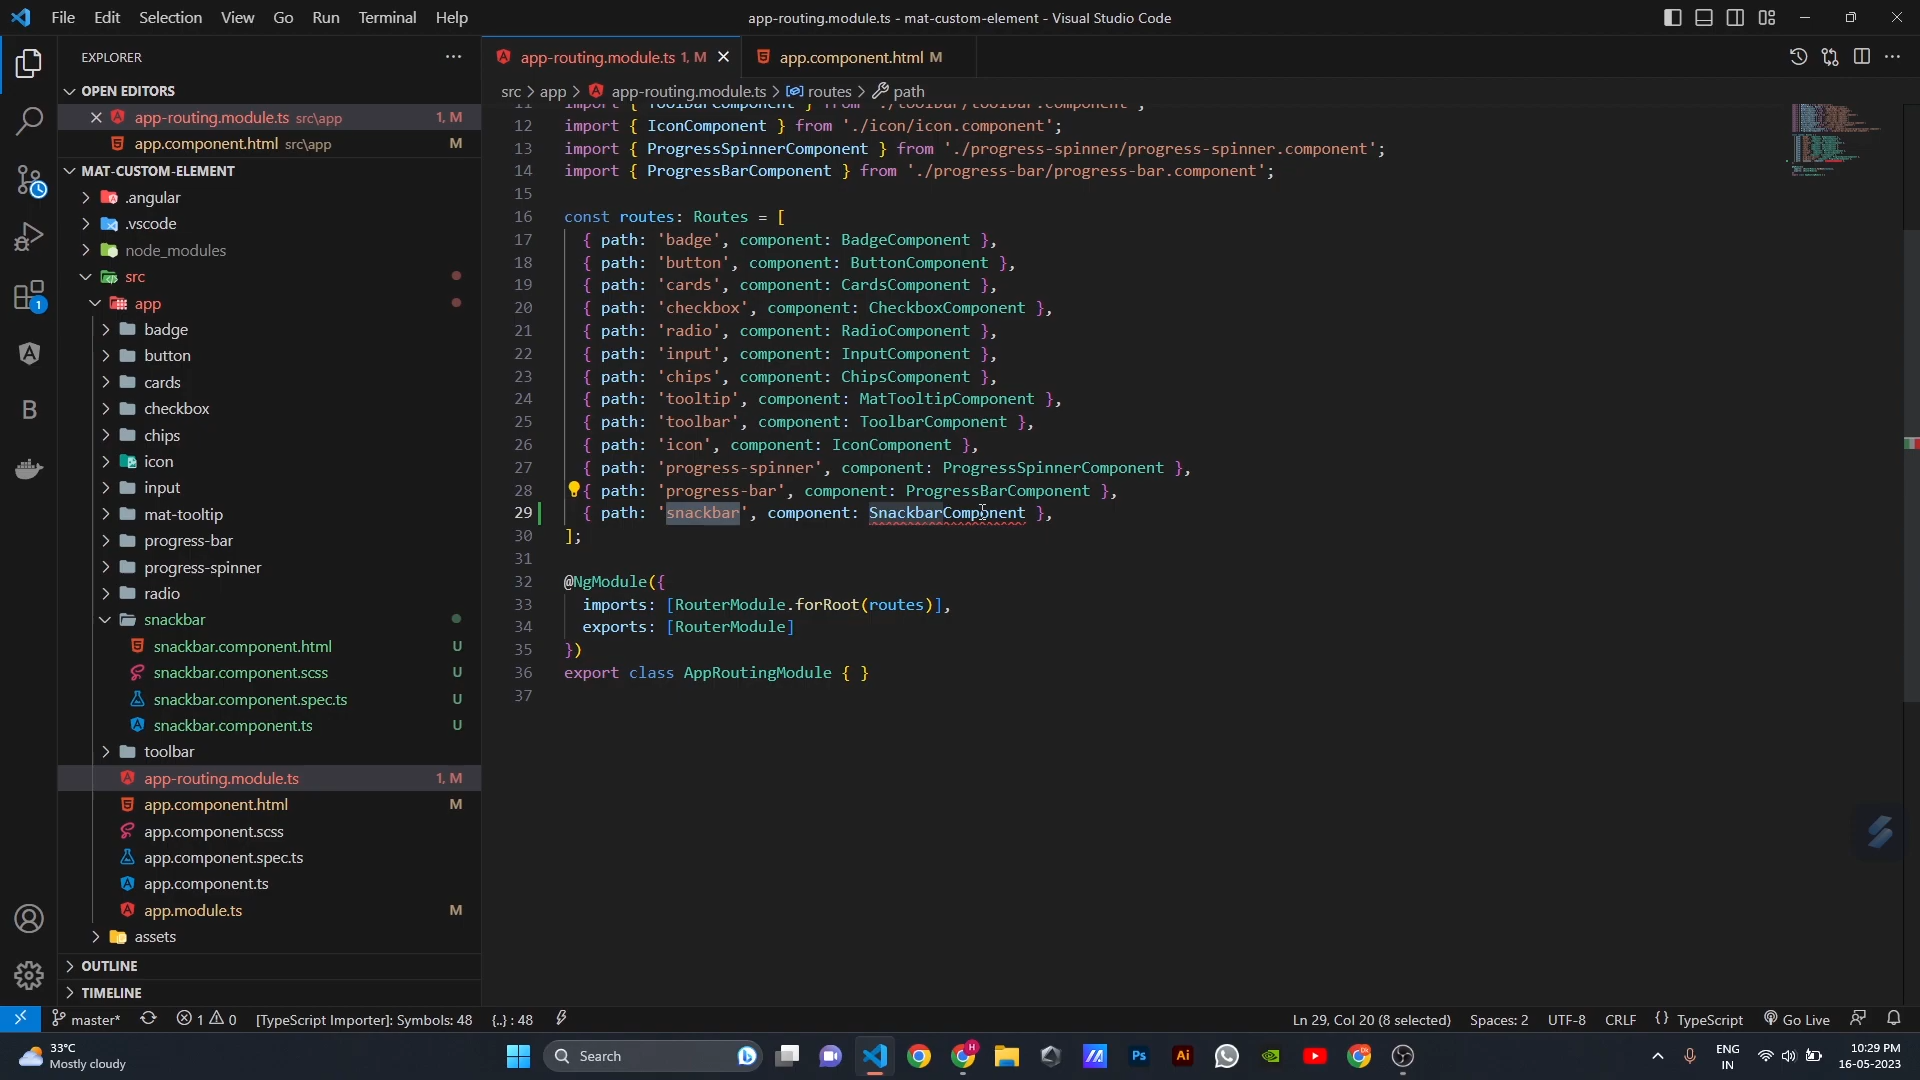 File Edit Selection View Go Run Terminal Help
app-routing.module.ts - mat-custom-element - Visual Studio Code
EXPLORER
OPEN EDITORS
app-routing.module.ts src\app 1, M
app.component.html src\app M
MAT-CUSTOM-ELEMENT
.angular
.vscode
node_modules
src
app
badge
button
cards
checkbox
chips
icon
input
mat-tooltip
progress-bar
progress-spinner
radio
snackbar
snackbar.component.html U
snackbar.component.scss U
snackbar.component.spec.ts U
snackbar.component.ts U
toolbar
app-routing.module.ts 1, M
app.component.html M
app.component.scss
app.component.spec.ts
app.component.ts
app.module.ts M
assets
OUTLINE
TIMELINE
1
B
app-routing.module.ts 1, M
app.component.html M
src > app > app-routing.module.ts > routes > path
11 import { ToolbarComponent } from './toolbar/toolbar.component';
12 import { IconComponent } from './icon/icon.component';
13 import { ProgressSpinnerComponent } from './progress-spinner/progress-spinner.component';
14 import { ProgressBarComponent } from './progress-bar/progress-bar.component';
15
16 const routes: Routes = [
17 { path: 'badge', component: BadgeComponent },
18 { path: 'button', component: ButtonComponent },
19 { path: 'cards', component: CardsComponent },
20 { path: 'checkbox', component: CheckboxComponent },
21 { path: 'radio', component: RadioComponent },
22 { path: 'input', component: InputComponent },
23 { path: 'chips', component: ChipsComponent },
24 { path: 'tooltip', component: MatTooltipComponent },
25 { path: 'toolbar', component: ToolbarComponent },
26 { path: 'icon', component: IconComponent },
27 { path: 'progress-spinner', component: ProgressSpinnerComponent },
28 { path: 'progress-bar', component: ProgressBarComponent },
29 { path: 'snackbar', component: SnackbarComponent },
30 ];
31
32 @NgModule({
33 imports: [RouterModule.forRoot(routes)],
34 exports: [RouterModule]
35 })
36 export class AppRoutingModule { }
37
master* 1 0 [TypeScript Importer]: Symbols: 48 {..} : 48
Ln 29, Col 20 (8 selected) Spaces: 2 UTF-8 CRLF { } TypeScript Go Live
33°C
Mostly cloudy
Search
Ps
Ai
ENG
IN
10:29 PM
16-05-2023